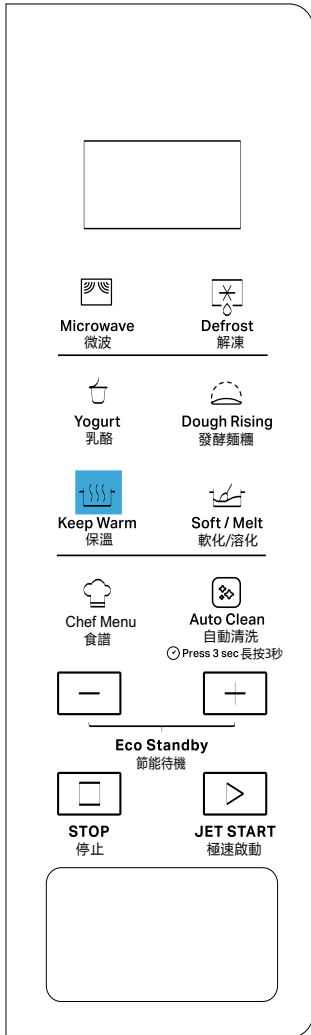 Microwave
微波
Defrost
解凍
Yogurt
乳酪
Dough Rising
發酵麵糰
Keep Warm
保溫
Soft / Melt
軟化/溶化
Chef Menu
食譜
Auto Clean
自動清洗
Press 3 sec 長按3秒
Eco Standby
節能待機
STOP
停止
JET START
極速啟動